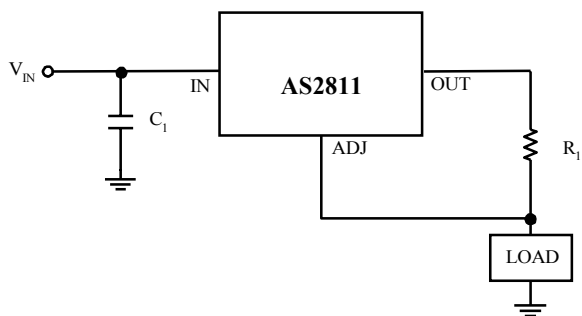 V_IN
IN
AS2811
OUT
C_1
ADJ
R_1
LOAD